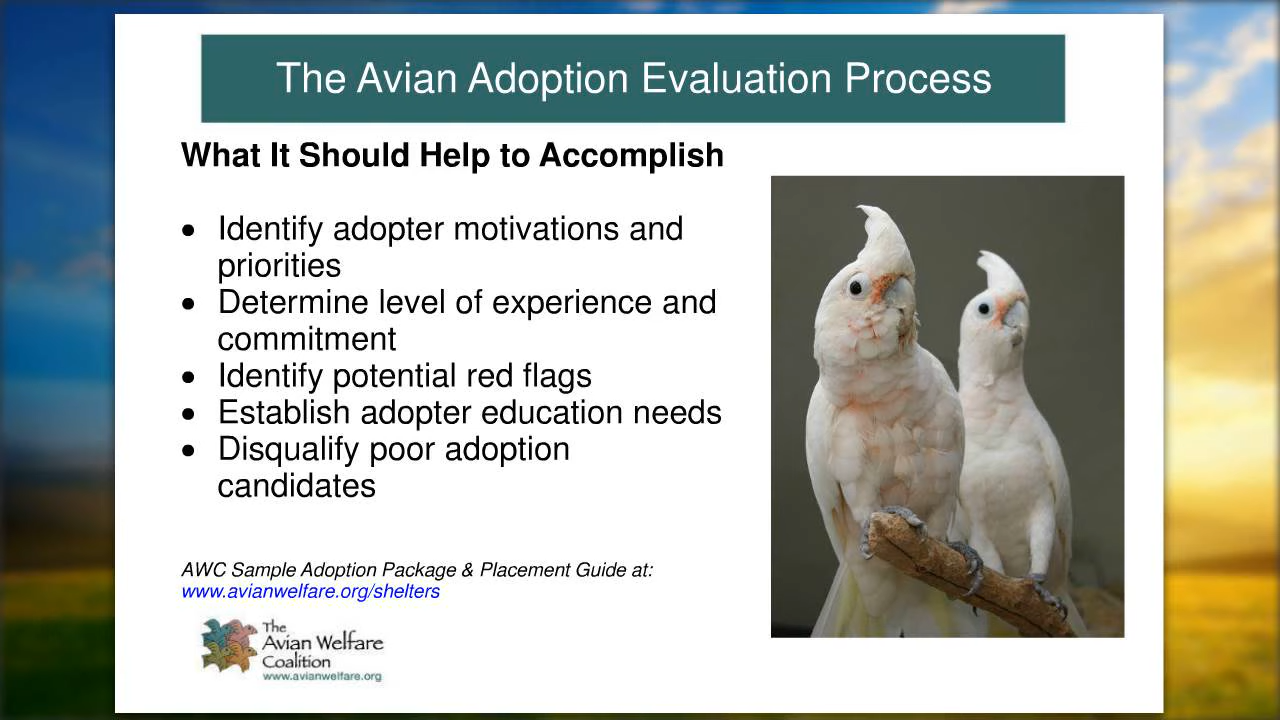 The Avian Adoption Evaluation Process
What It Should Help to Accomplish
• Identify adopter motivations and
priorities
• Determine level of experience and
commitment
• Identify potential red flags
• Establish adopter education needs
• Disqualify poor adoption
candidates
AWC Sample Adoption Package & Placement Guide at:
www.avianwelfare.org/shelters
The
Avian Welfare
Coalition
www.avianwelfare.org